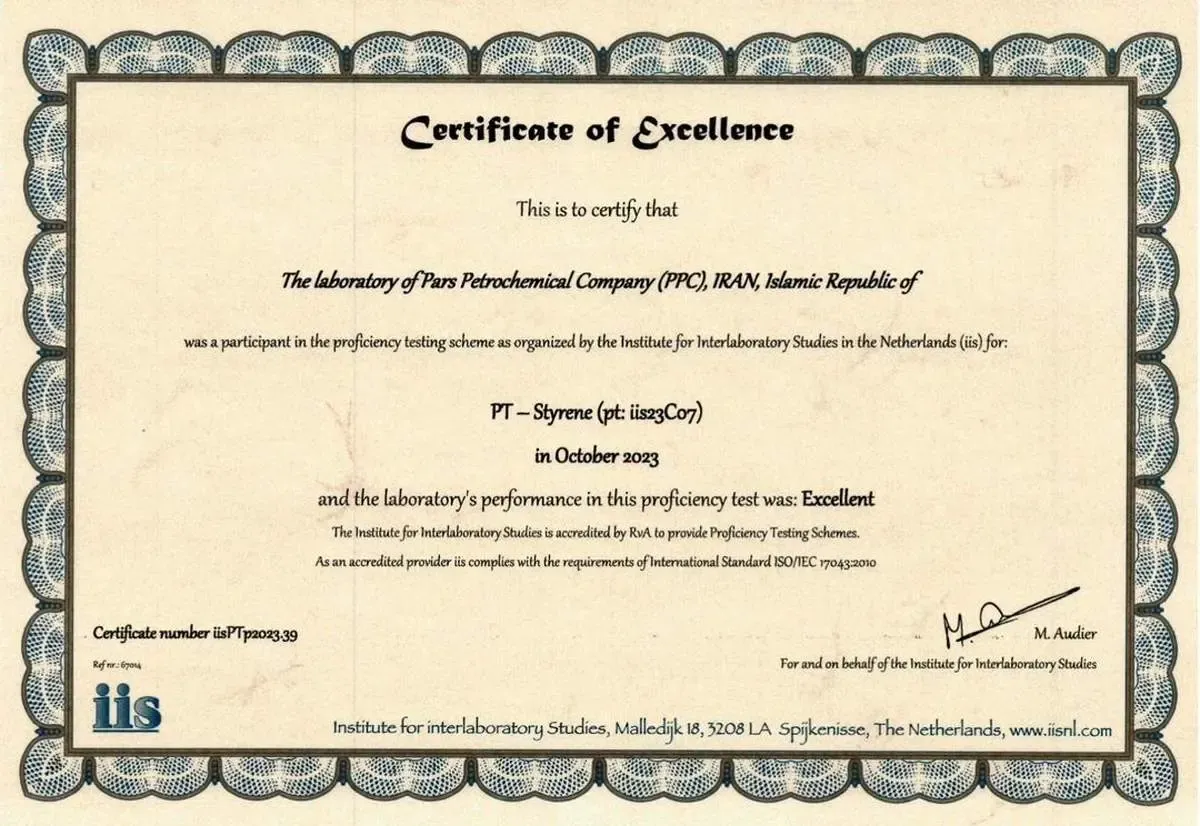 Certificate of Excellence
This is to certify that
The laboratory of Pars Petrochemical Company (PPC), IRAN, Islamic Republic of
was a participant in the proficiency testing scheme as organized by the Institute for Interlaboratory Studies in the Netherlands (iis) for:
PT – Styrene (pt: iis23C07)
in October 2023
and the laboratory's performance in this proficiency test was: Excellent
The Institute for Interlaboratory Studies is accredited by RvA to provide Proficiency Testing Schemes.
As an accredited provider iis complies with the requirements of International Standard ISO/IEC 17043:2010
Certificate number iisPTp2023.39
M. Audier
Ref nr.: 67014
For and on behalf of the Institute for Interlaboratory Studies
iis
Institute for interlaboratory Studies, Malledijk 18, 3208 LA Spijkenisse, The Netherlands, www.iisnl.com